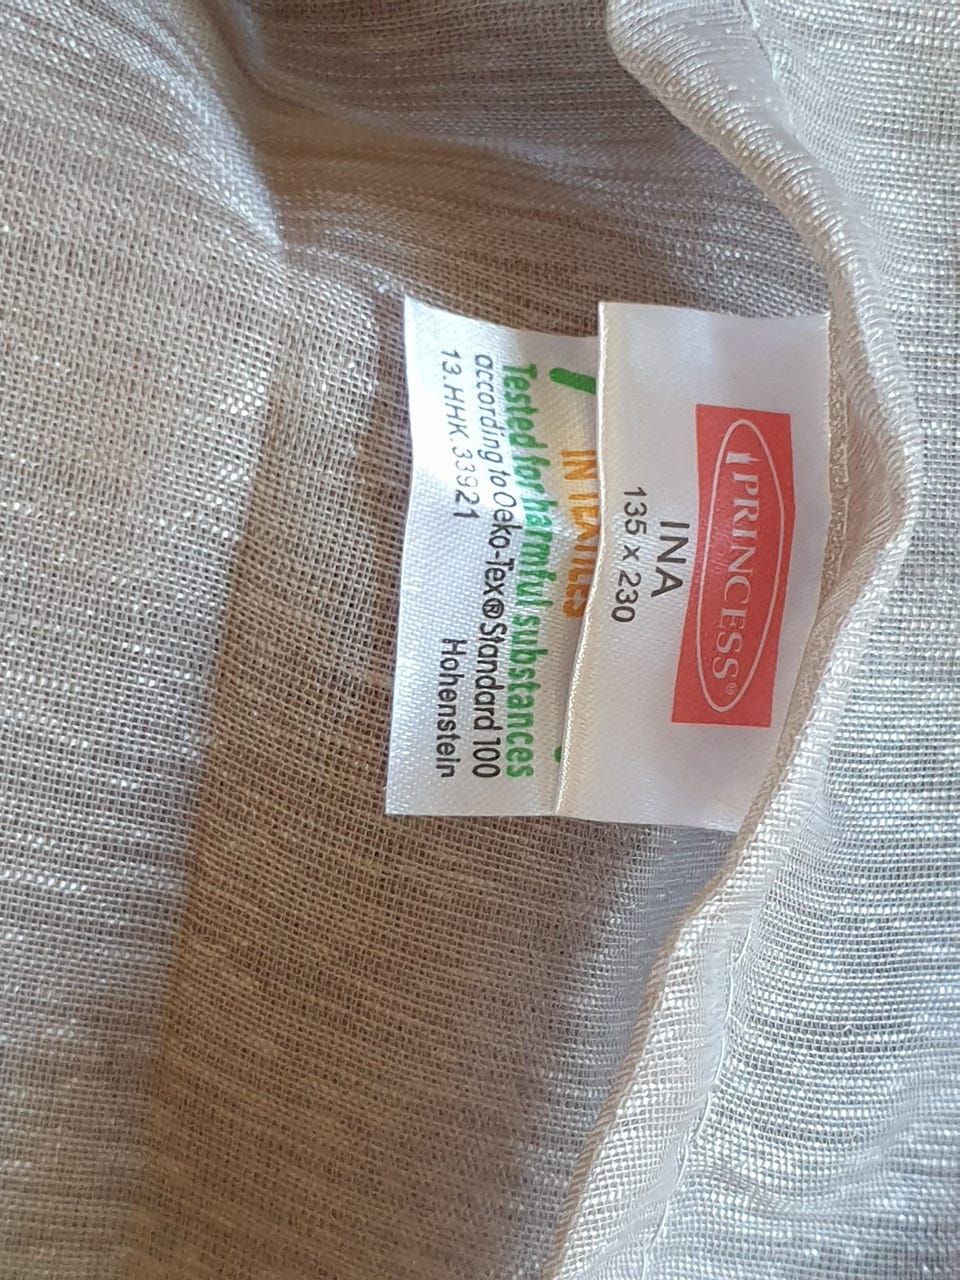 PRINCESS®
INA
135 x 230
IN TEXTILES
Tested for harmful substances
according to Oeko-Tex® Standard 100
13.HHK.33921 Hohenstein